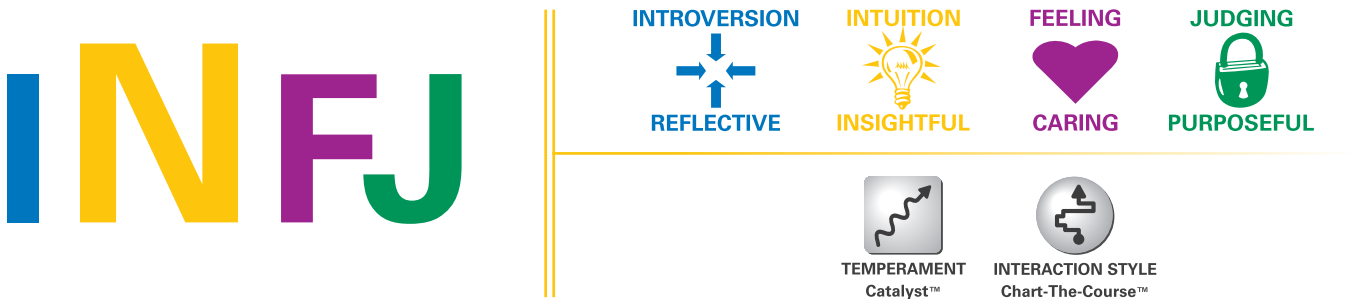 INFJ
INTROVERSION
REFLECTIVE
INTUITION
INSIGHTFUL
FEELING
CARING
JUDGING
PURPOSEFUL
TEMPERAMENT
Catalyst™
INTERACTION STYLE
Chart-The-Course™